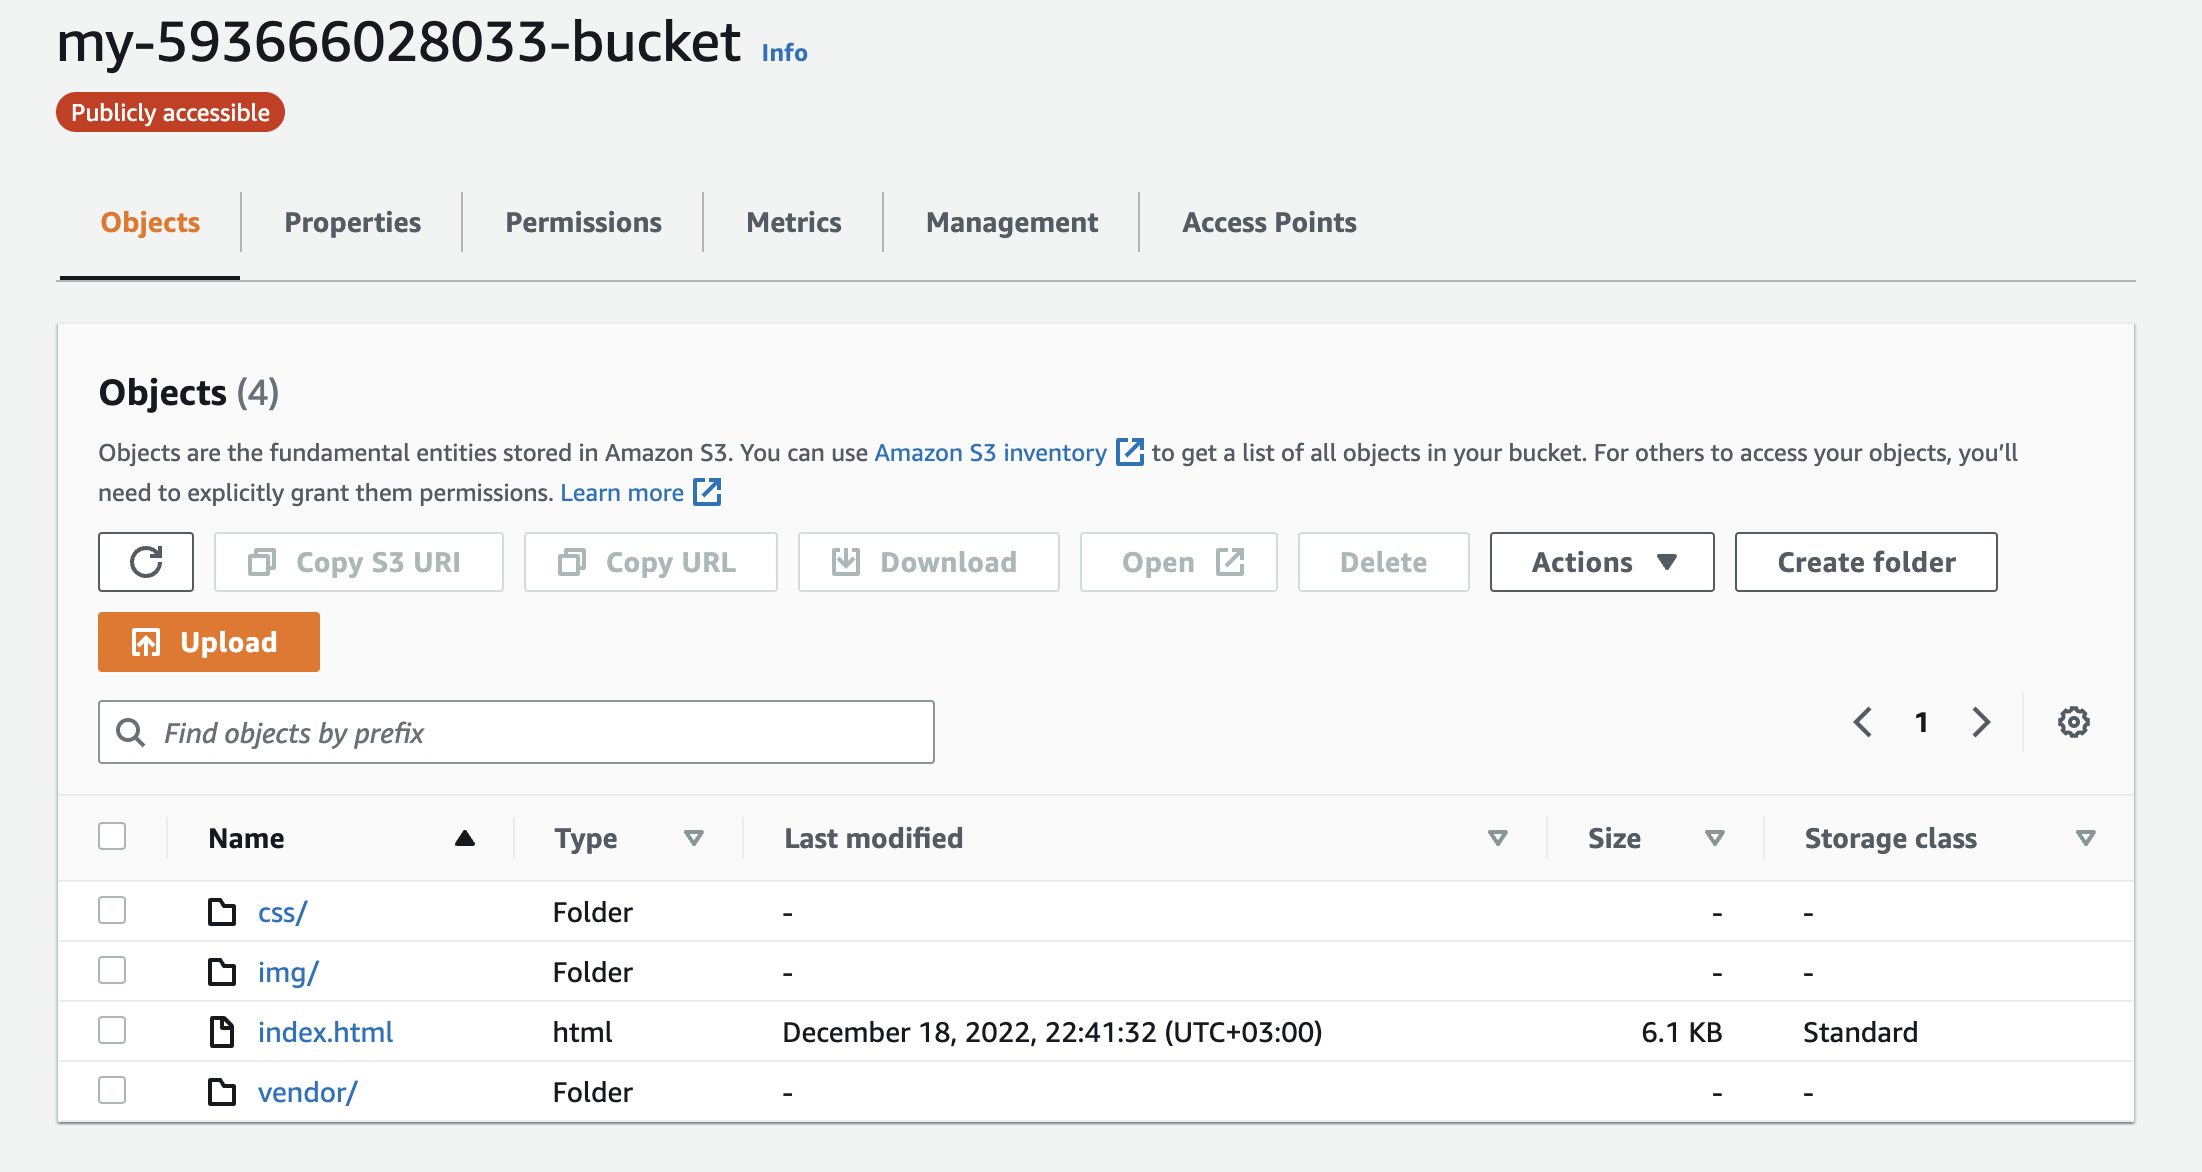 my-593666028033-bucket Info
Publicly accessible
Objects Properties Permissions Metrics Management Access Points
Objects (4)
Objects are the fundamental entities stored in Amazon S3. You can use Amazon S3 inventory to get a list of all objects in your bucket. For others to access your objects, you’ll
need to explicitly grant them permissions. Learn more
Copy S3 URI Copy URL Download Open Delete Actions Create folder
Upload
Find objects by prefix
1
Name Type Last modified Size Storage class
css/ Folder - - -
img/ Folder - - -
index.html html December 18, 2022, 22:41:32 (UTC+03:00) 6.1 KB Standard
vendor/ Folder - - -